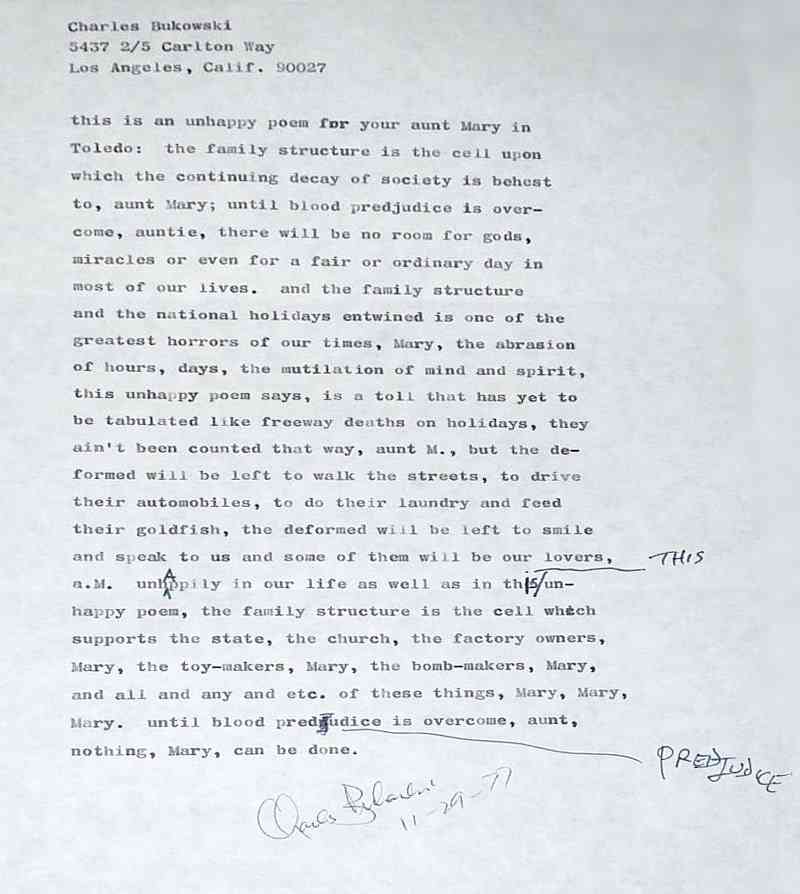 Charles Bukowski
5437 2/5 Carlton Way
Los Angeles, Calif. 90027
this is an unhappy poem for your aunt Mary in
Toledo: the family structure is the cell upon
which the continuing decay of society is behest
to, aunt Mary; until blood predjudice is over-
come, auntie, there will be no room for gods,
miracles or even for a fair or ordinary day in
most of our lives. and the family structure
and the national holidays entwined is one of the
greatest horrors of our times, Mary, the abrasion
of hours, days, the mutilation of mind and spirit,
this unhappy poem says, is a toll that has yet to
be tabulated like freeway deaths on holidays, they
ain't been counted that way, aunt M., but the de-
formed will be left to walk the streets, to drive
their automobiles, to do their laundry and feed
their goldfish, the deformed will be left to smile
and speak to us and some of them will be our lovers, THIS
a.M. unhAppily in our life as well as in this/un-
happy poem, the family structure is the cell which
supports the state, the church, the factory owners,
Mary, the toy-makers, Mary, the bomb-makers, Mary,
and all and any and etc. of these things, Mary, Mary,
Mary. until blood predjudice is overcome, aunt,
nothing, Mary, can be done. PREDJUDICE
Charles Bukowski
11-29-77